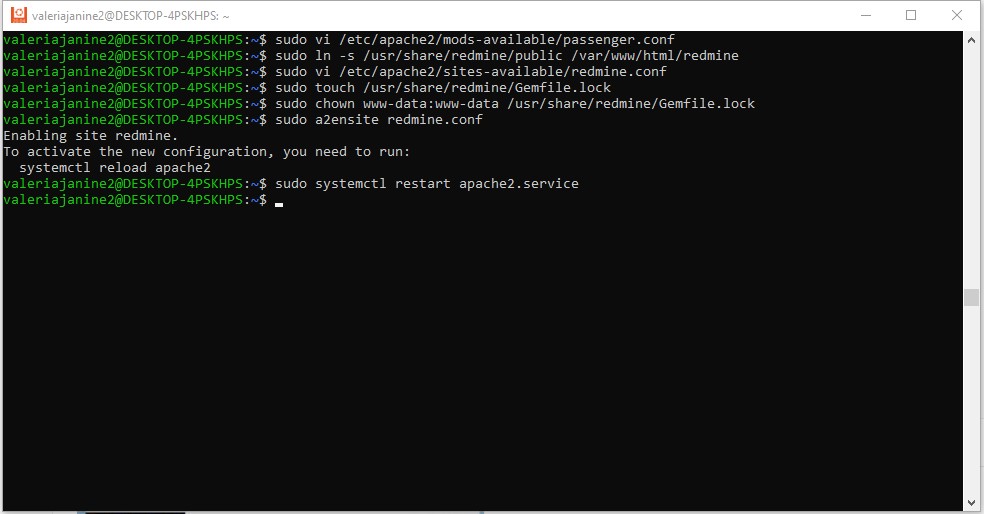 valeriajanine2@DESKTOP-4PSKHPS: ~
valeriajanine2@DESKTOP-4PSKHPS:~$ sudo vi /etc/apache2/mods-available/passenger.conf
valeriajanine2@DESKTOP-4PSKHPS:~$ sudo ln -s /usr/share/redmine/public /var/www/html/redmine
valeriajanine2@DESKTOP-4PSKHPS:~$ sudo vi /etc/apache2/sites-available/redmine.conf
valeriajanine2@DESKTOP-4PSKHPS:~$ sudo touch /usr/share/redmine/Gemfile.lock
valeriajanine2@DESKTOP-4PSKHPS:~$ sudo chown www-data:www-data /usr/share/redmine/Gemfile.lock
valeriajanine2@DESKTOP-4PSKHPS:~$ sudo a2ensite redmine.conf
Enabling site redmine.
To activate the new configuration, you need to run:
  systemctl reload apache2
valeriajanine2@DESKTOP-4PSKHPS:~$ sudo systemctl restart apache2.service
valeriajanine2@DESKTOP-4PSKHPS:~$